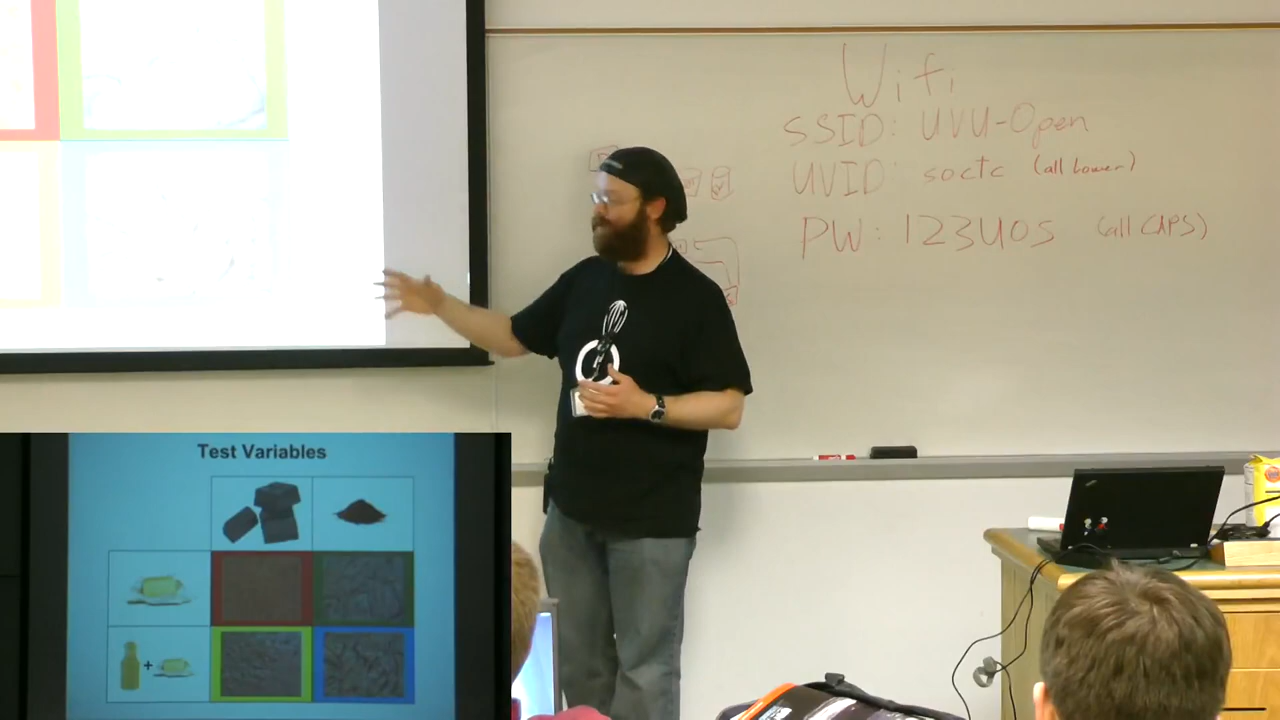 Wifi
SSID: UVU-Open
UVID: soctc (all lower)
PW: 123UOS (all CAPS)
Test Variables
+